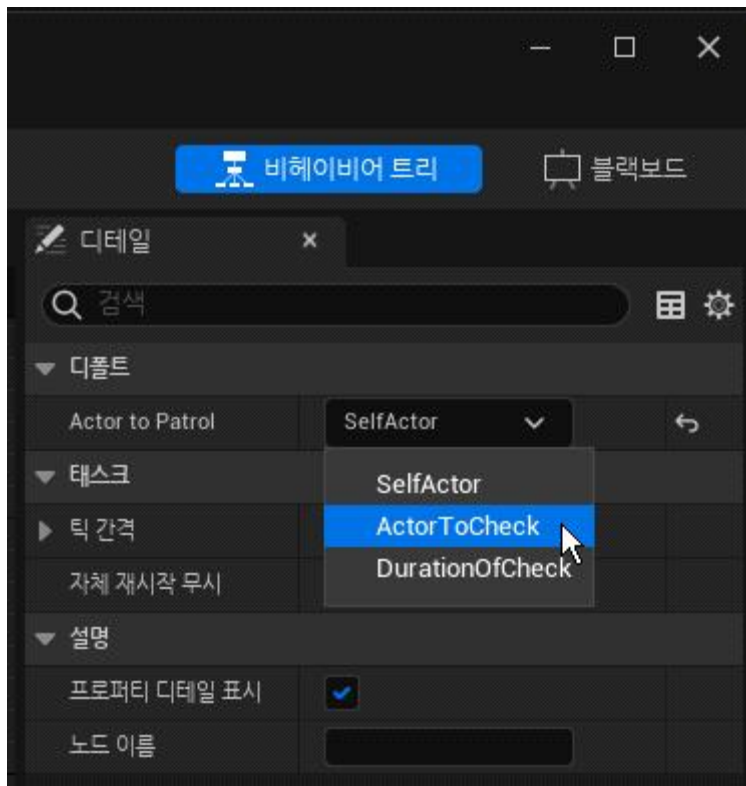 비헤이비어 트리 블랙보드
디테일
검색
디폴트
Actor to Patrol SelfActor
태스크
SelfActor
틱 간격
ActorToCheck
자체 재시작 무시
DurationOfCheck
설명
프로퍼티 디테일 표시
노드 이름